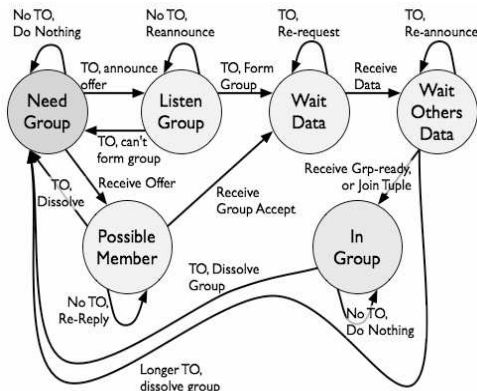 No TO,
Do Nothing
No TO,
Reannounce
TO,
Re-request
TO,
Re-announce
TO, announce
offer
TO, Form
Group
Receive
Data
Need
Group
Listen
Group
Wait
Data
Wait
Others
Data
TO, can't
form group
TO,
Dissolve
Receive Offer
Receive
Group Accept
Receive Grp-ready,
or Join Tuple
Possible
Member
In
Group
No TO,
Re-Reply
TO, Dissolve
Group
No TO,
Do Nothing
Longer TO,
dissolve group